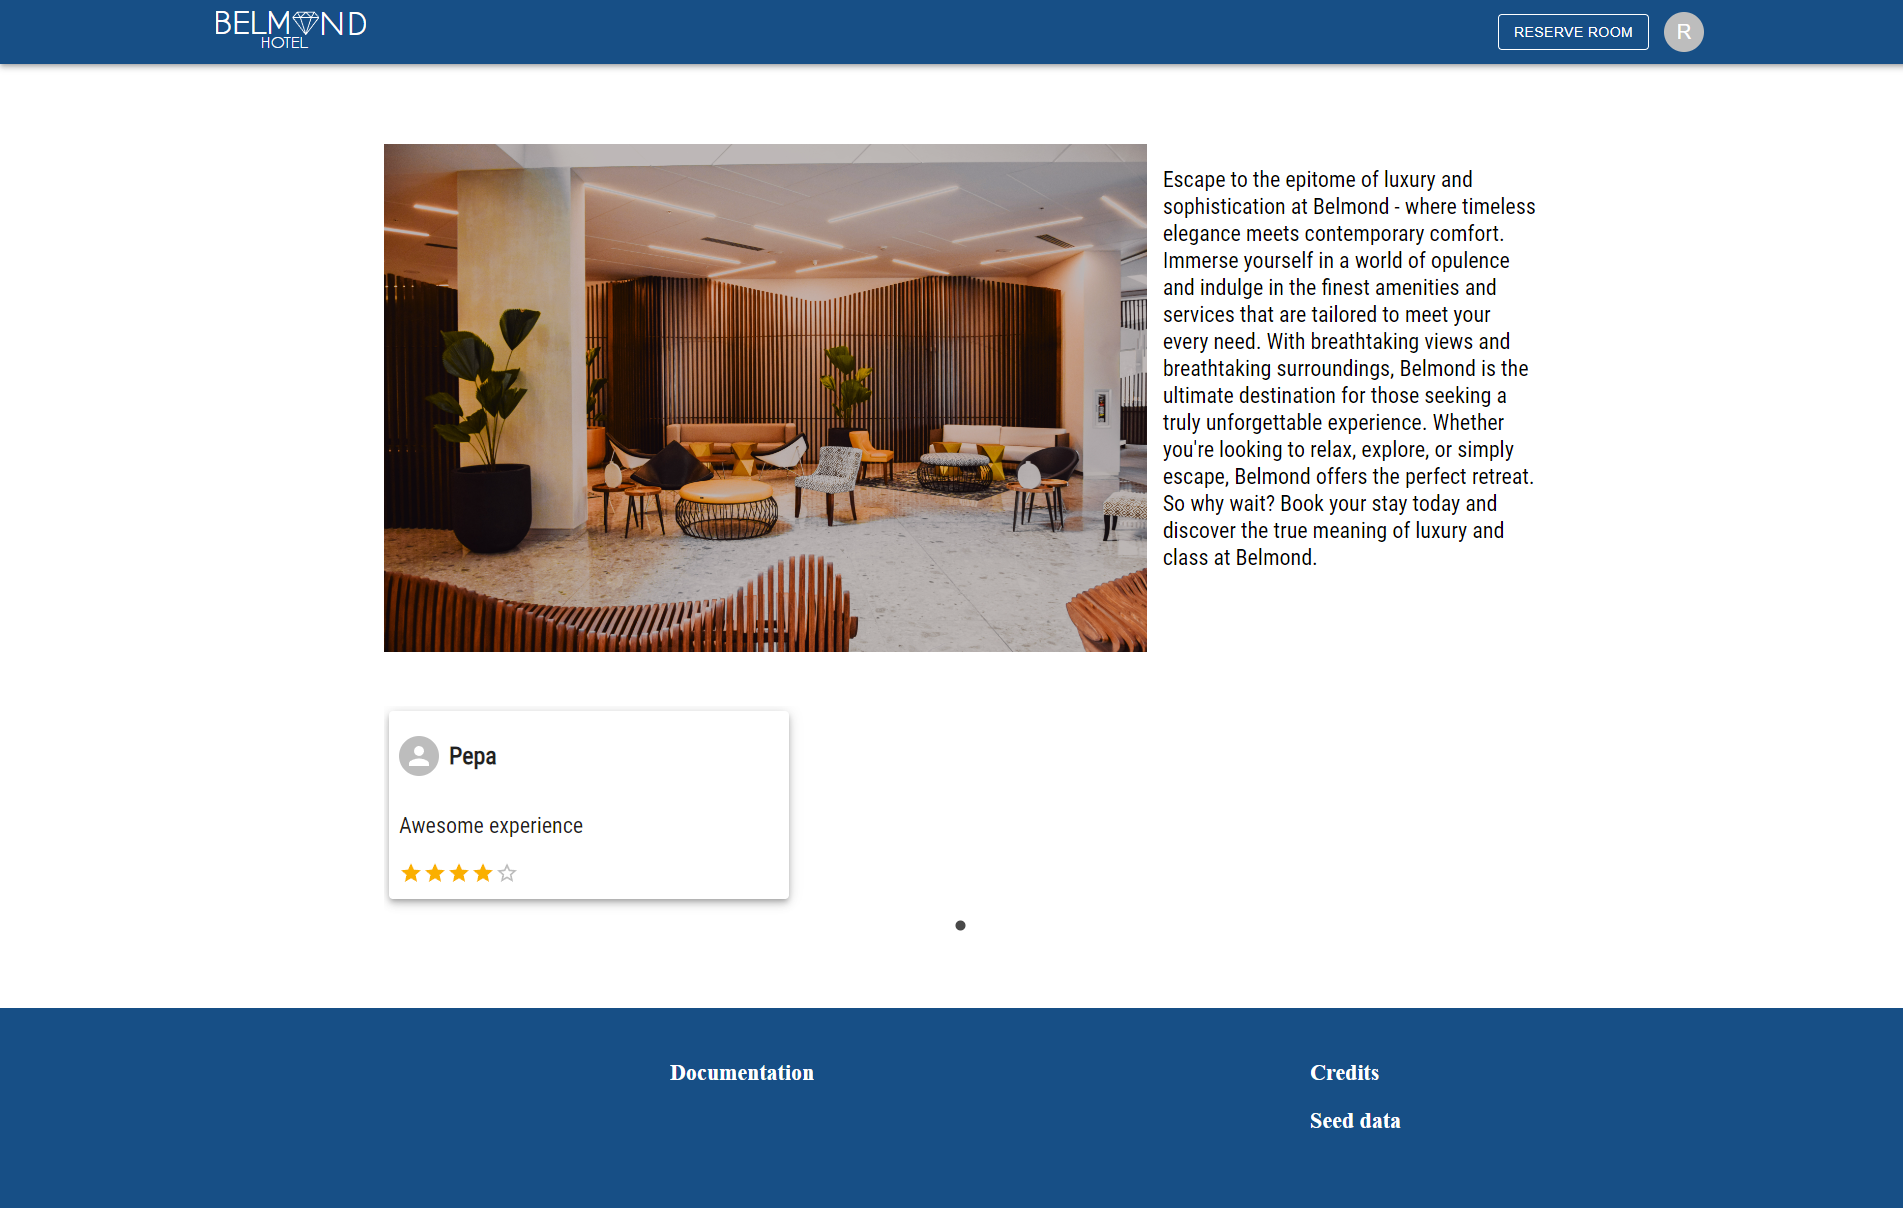 BELMOND
HOTEL
RESERVE ROOM
R
Escape to the epitome of luxury and
sophistication at Belmond - where timeless
elegance meets contemporary comfort.
Immerse yourself in a world of opulence
and indulge in the finest amenities and
services that are tailored to meet your
every need. With breathtaking views and
breathtaking surroundings, Belmond is the
ultimate destination for those seeking a
truly unforgettable experience. Whether
you're looking to relax, explore, or simply
escape, Belmond offers the perfect retreat.
So why wait? Book your stay today and
discover the true meaning of luxury and
class at Belmond.
Pepa
Awesome experience
Documentation
Credits
Seed data